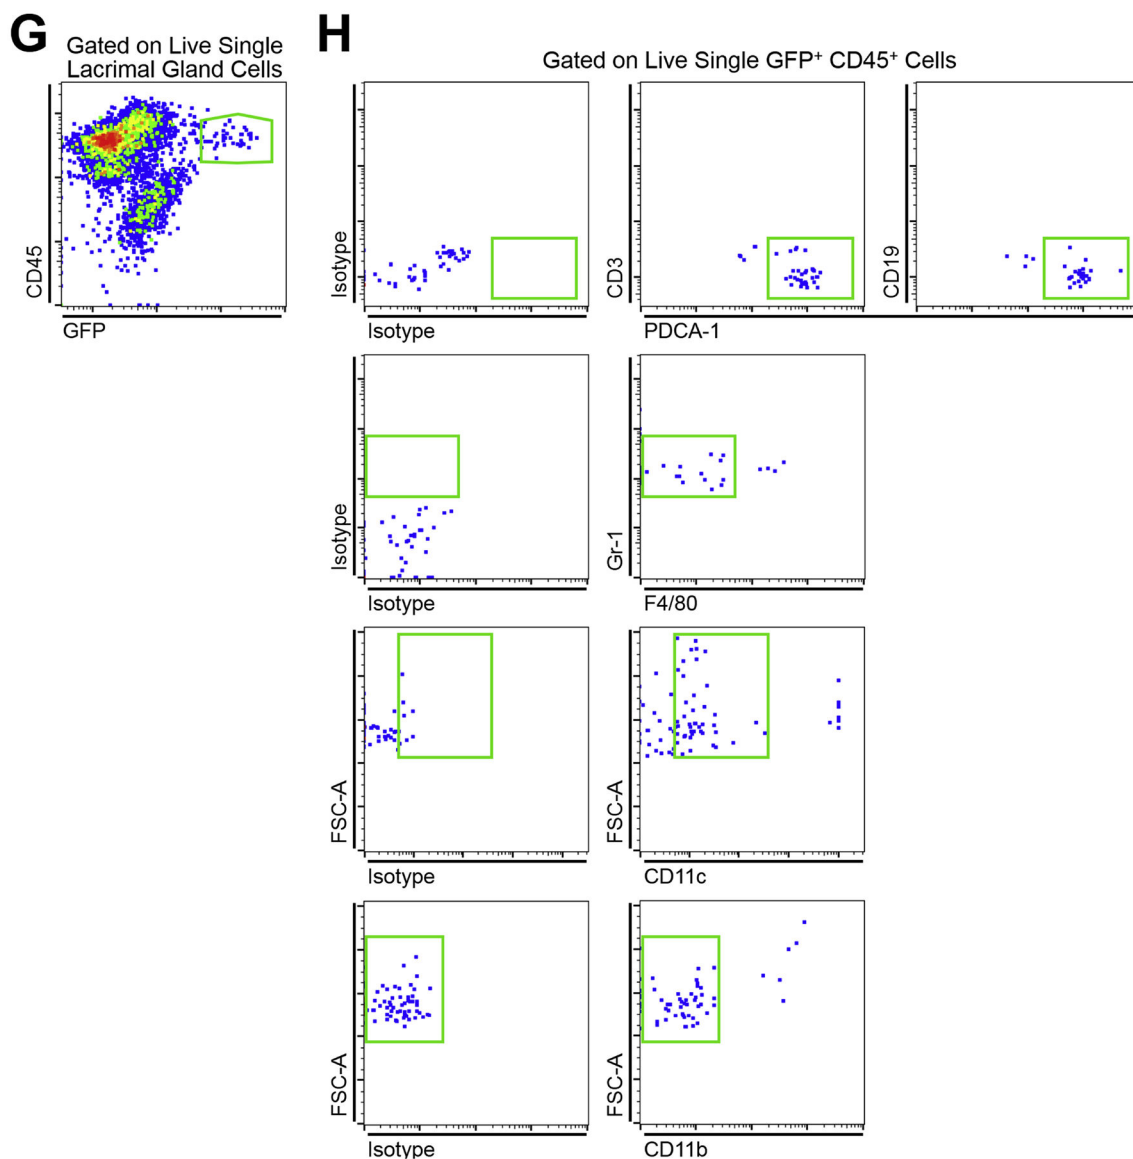 G
Gated on Live Single
Lacrimal Gland Cells
CD45
GFP
H
Gated on Live Single GFP⁺ CD45⁺ Cells
Isotype
Isotype
CD3
CD19
PDCA-1
Isotype
Isotype
Gr-1
F4/80
FSC-A
Isotype
FSC-A
CD11c
FSC-A
Isotype
FSC-A
CD11b